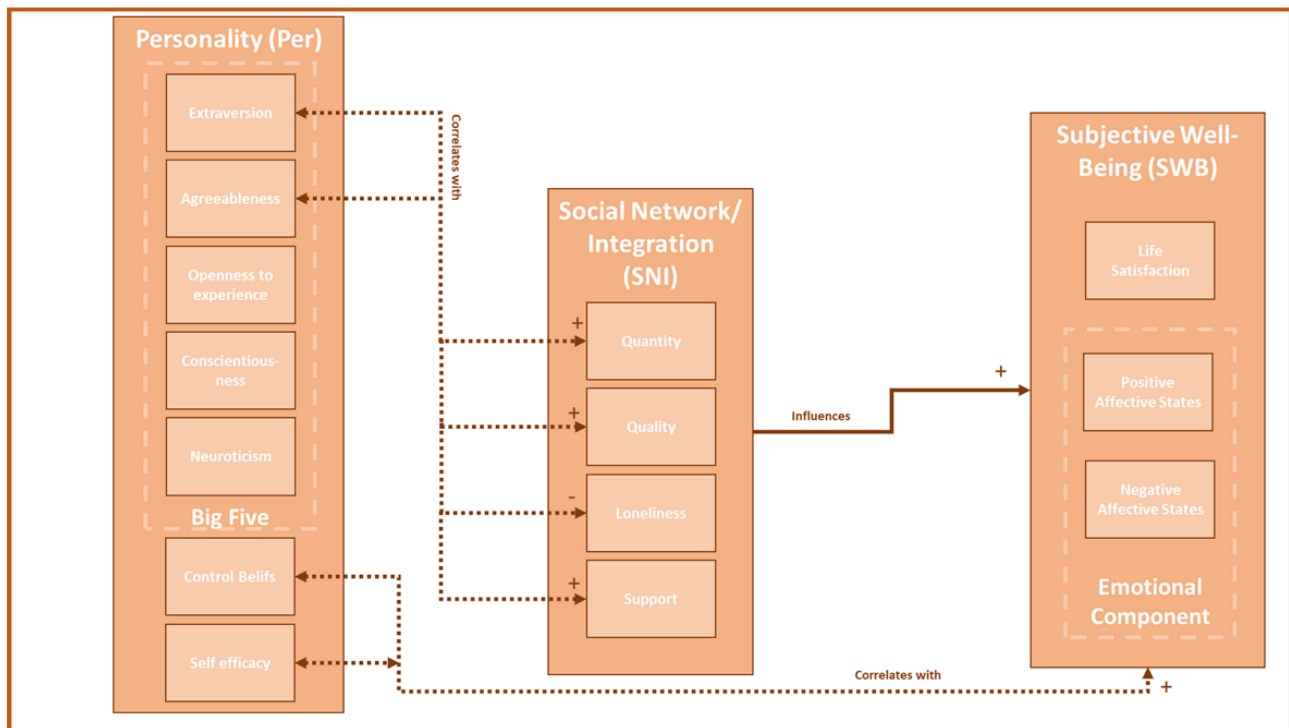 Personality (Per)
Extraversion
Agreeableness
Openness to
experience
Conscientious-
ness
Neuroticism
Big Five
Control Belifs
Self efficacy
Correlates with
Social Network/
Integration
(SNI)
+
Quantity
+
Quality
-
Loneliness
+
Support
Influences
+
Subjective Well-
Being (SWB)
Life
Satisfaction
Positive
Affective States
Negative
Affective States
Emotional
Component
Correlates with
+